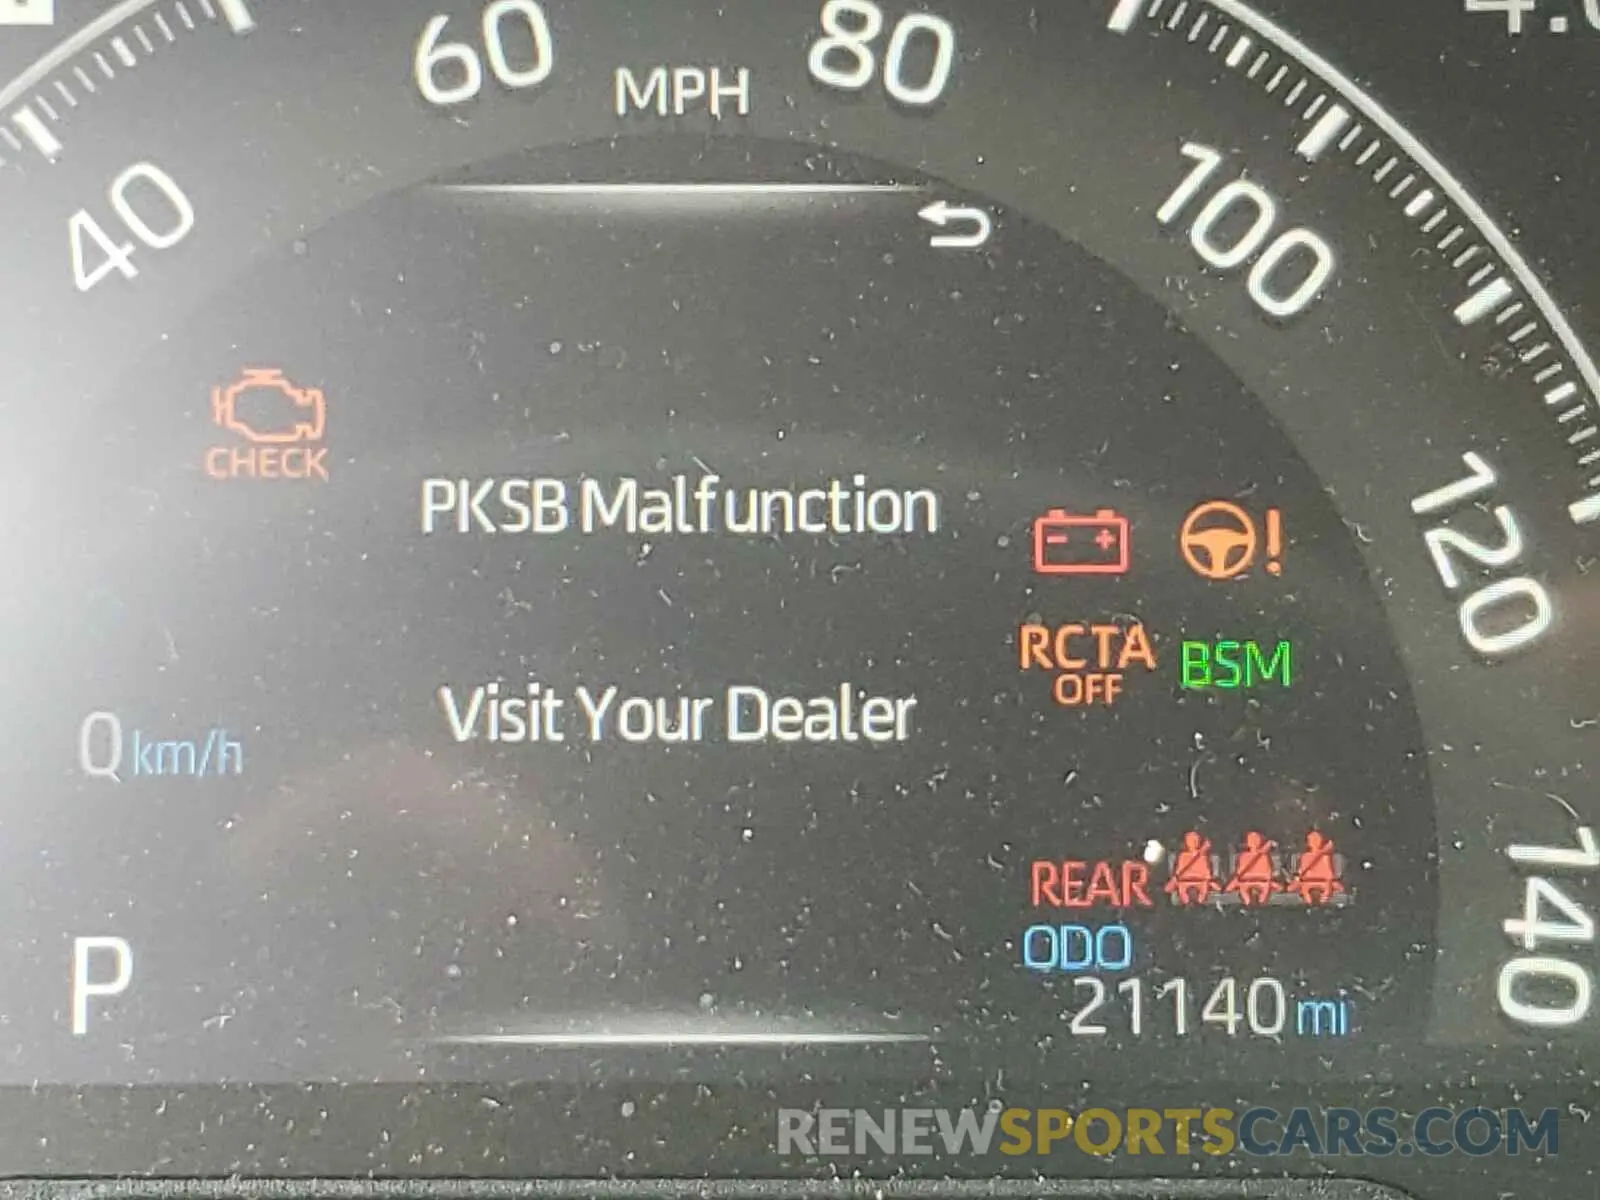 60 MPH 80
40 100
CHECK
PKSB Malfunction
120
RCTA BSM
OFF
Visit Your Dealer
0 km/h
REAR
140
ODO
P 21140 mi
RENEWSPORTSCARS.COM